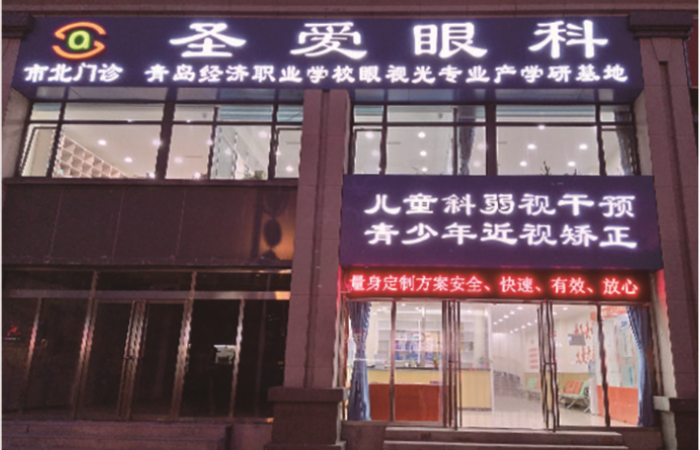 a
圣爱眼科
市北门诊 青岛经济职业学校眼视光专业产学研基地
儿童斜弱视干预
青少年近视矫正
量身定制方案安全、快速、有效、放心